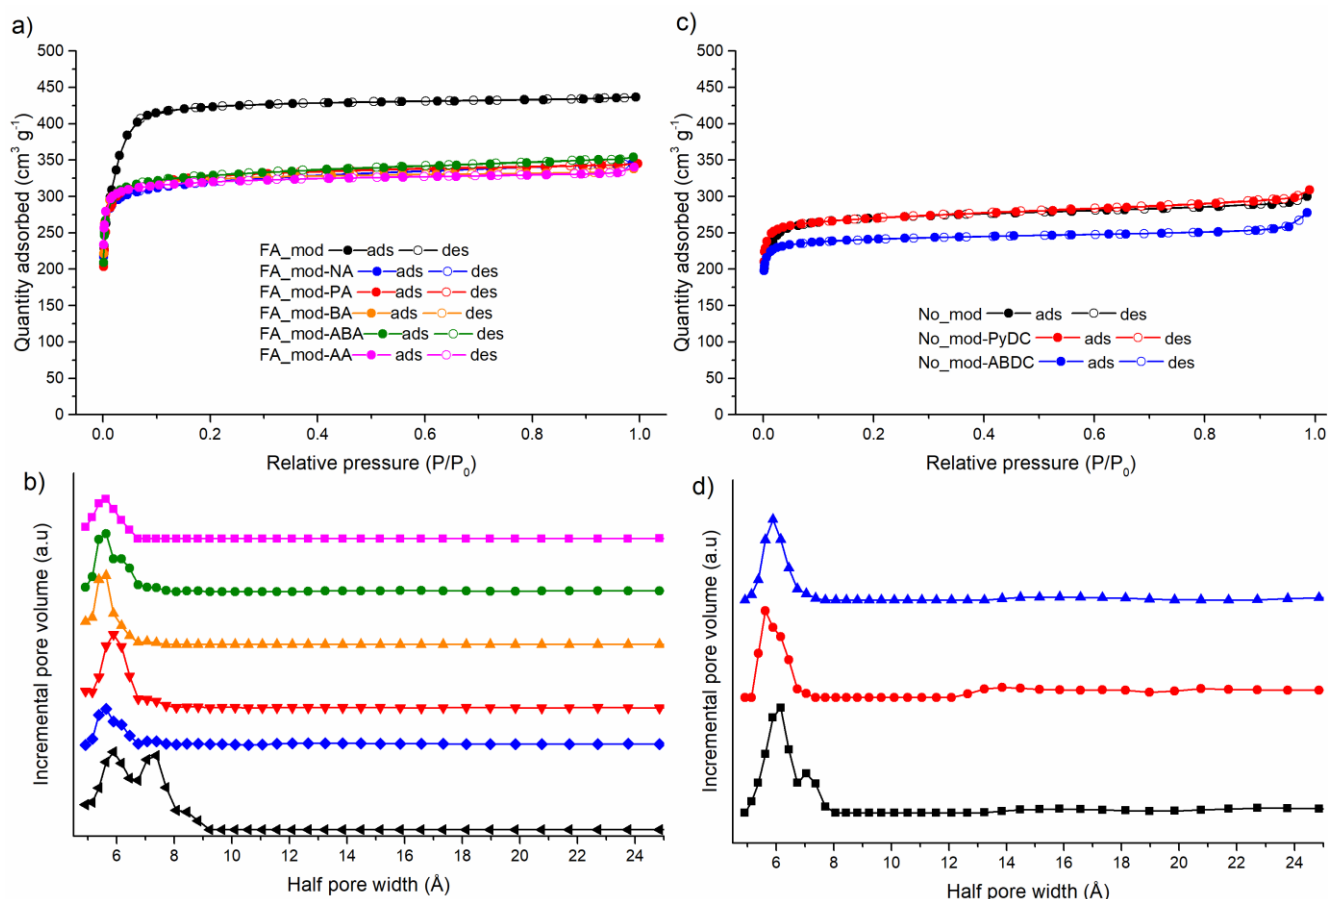 a)
500
450
400
350
300
250
200
150
100
50
0
Quantity adsorbed (cm³ g⁻¹)
FA_mod ads des
FA_mod-NA ads des
FA_mod-PA ads des
FA_mod-BA ads des
FA_mod-ABA ads des
FA_mod-AA ads des
0.0 0.2 0.4 0.6 0.8 1.0
Relative pressure (P/P₀)
c)
500
450
400
350
300
250
200
150
100
50
0
Quantity adsorbed (cm³ g⁻¹)
No_mod ads des
No_mod-PyDC ads des
No_mod-ABDC ads des
0.0 0.2 0.4 0.6 0.8 1.0
Relative pressure (P/P₀)
b)
Incremental pore volume (a.u)
6 8 10 12 14 16 18 20 22 24
Half pore width (Å)
d)
Incremental pore volume (a.u)
6 8 10 12 14 16 18 20 22 24
Half pore width (Å)